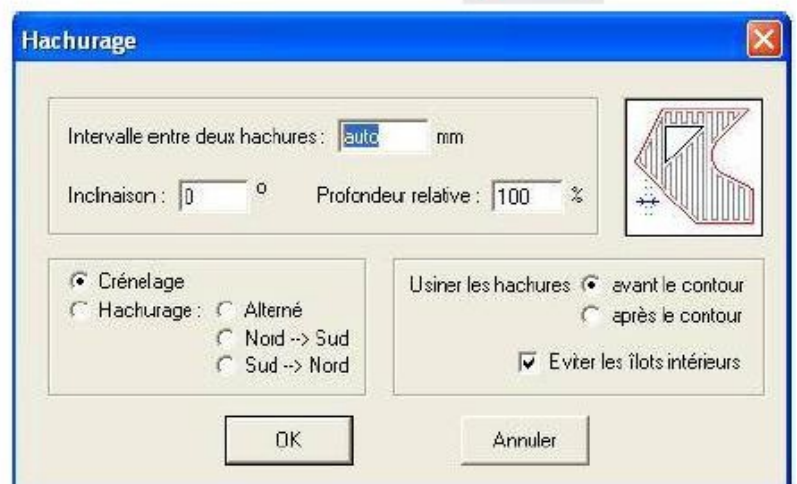 Hachurage
Intervalle entre deux hachures : auto mm
Inclinaison : 0 ° Profondeur relative : 100 %
Crénelage
Hachurage : Alterné
Nord --> Sud
Sud --> Nord
Usiner les hachures avant le contour
après le contour
Eviter les îlots intérieurs
OK Annuler